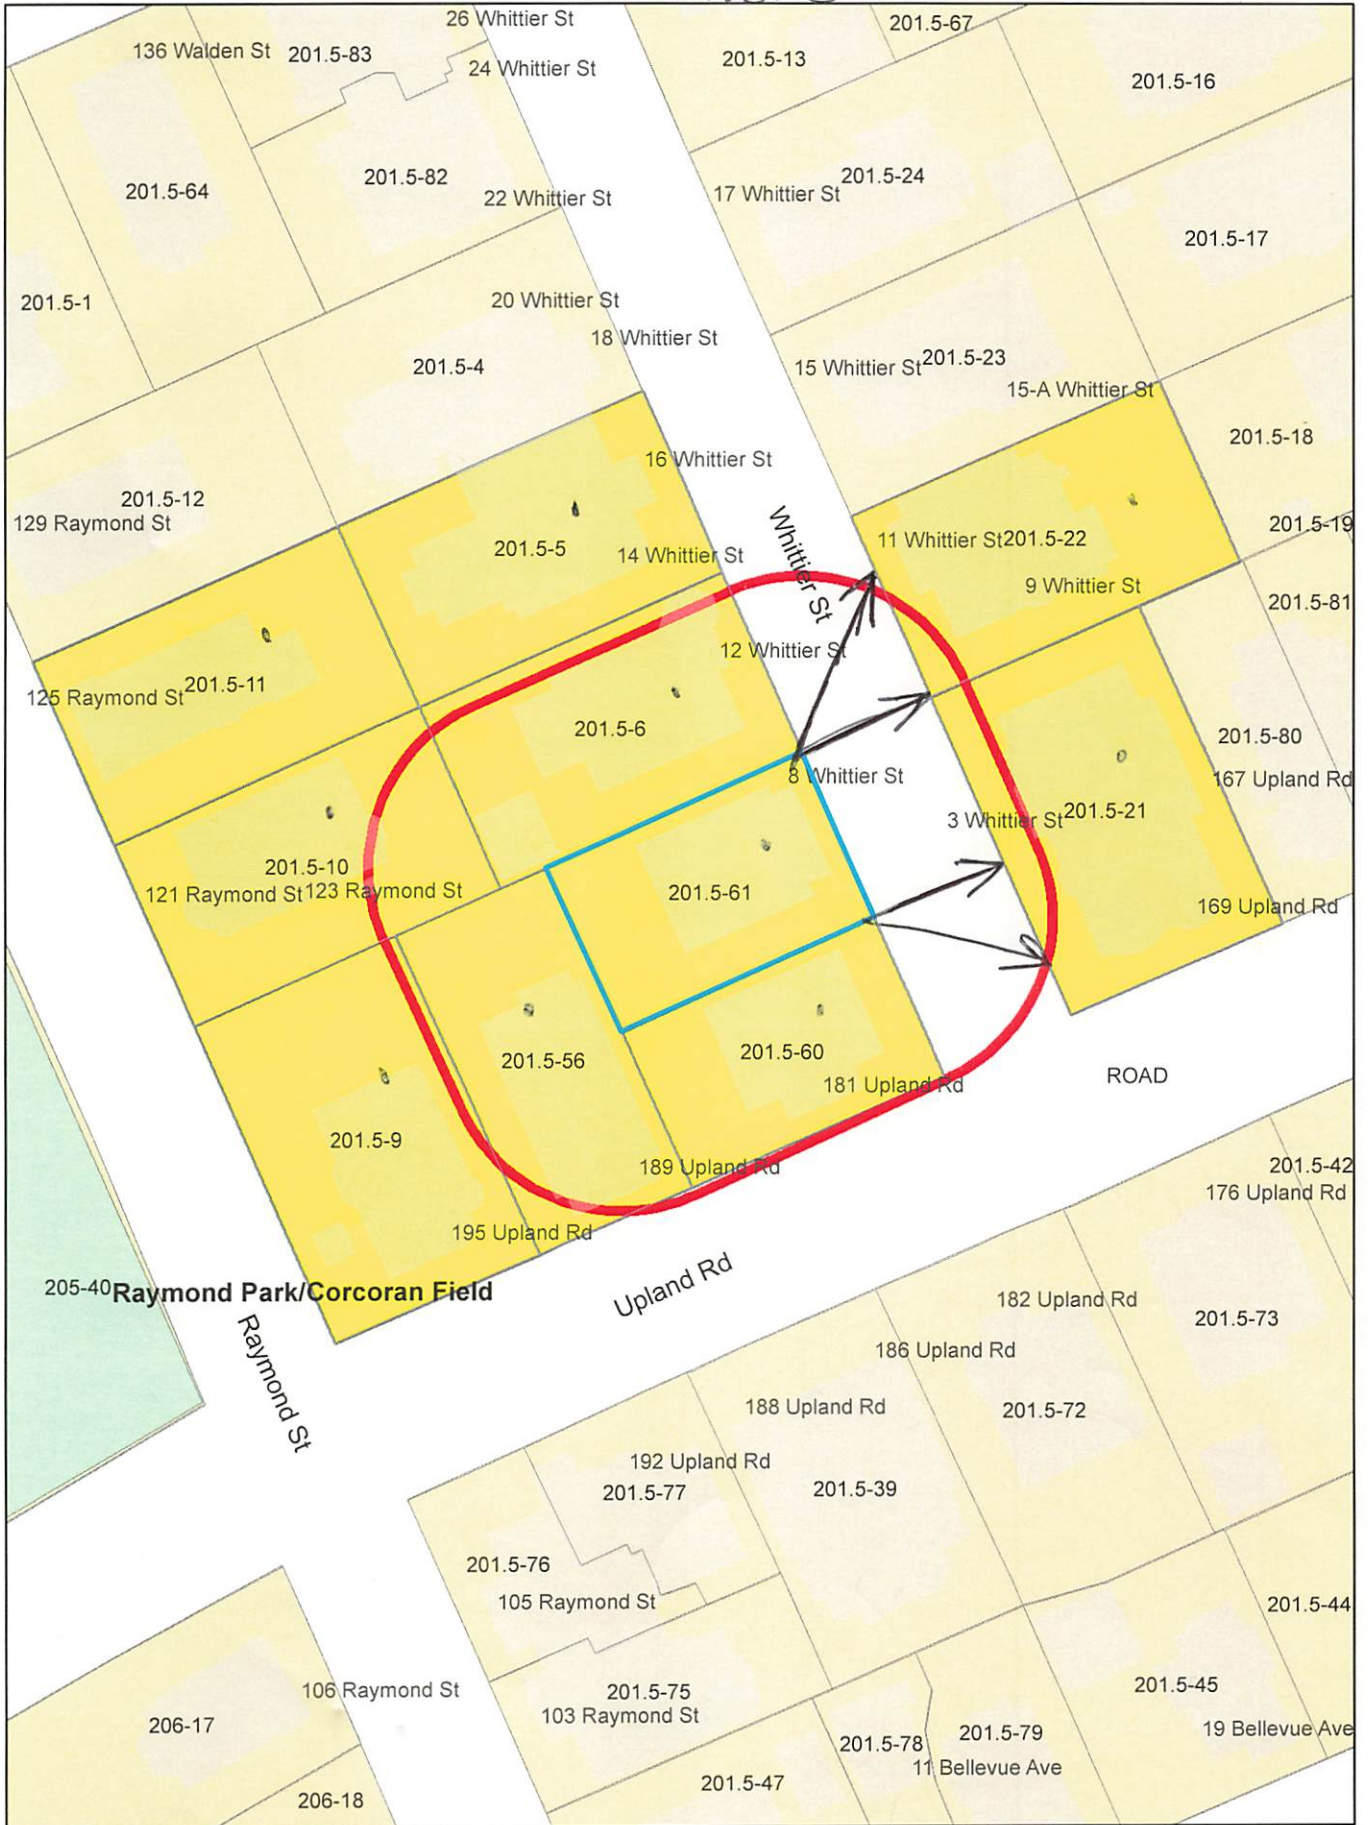 26 Whittier St
201.5-67
136 Walden St
201.5-83
201.5-13
24 Whittier St
201.5-16
201.5-82
201.5-24
201.5-64
22 Whittier St
17 Whittier St
201.5-17
201.5-1
20 Whittier St
18 Whittier St
201.5-4
15 Whittier St
201.5-23
15-A Whittier St
201.5-18
16 Whittier St
201.5-12
129 Raymond St
201.5-19
Whittier St
201.5-5
14 Whittier St
11 Whittier St
201.5-22
9 Whittier St
201.5-81
12 Whittier St
125 Raymond St
201.5-11
201.5-6
201.5-80
8 Whittier St
167 Upland Rd
3 Whittier St
201.5-21
201.5-10
121 Raymond St
123 Raymond St
201.5-61
169 Upland Rd
201.5-56
201.5-60
181 Upland Rd
ROAD
201.5-9
189 Upland Rd
201.5-42
176 Upland Rd
195 Upland Rd
205-40
Raymond Park/Corcoran Field
Upland Rd
182 Upland Rd
201.5-73
Raymond St
186 Upland Rd
188 Upland Rd
201.5-72
192 Upland Rd
201.5-77
201.5-39
201.5-76
105 Raymond St
201.5-44
106 Raymond St
201.5-75
103 Raymond St
201.5-45
206-17
201.5-78
201.5-79
19 Bellevue Ave
11 Bellevue Ave
201.5-47
206-18